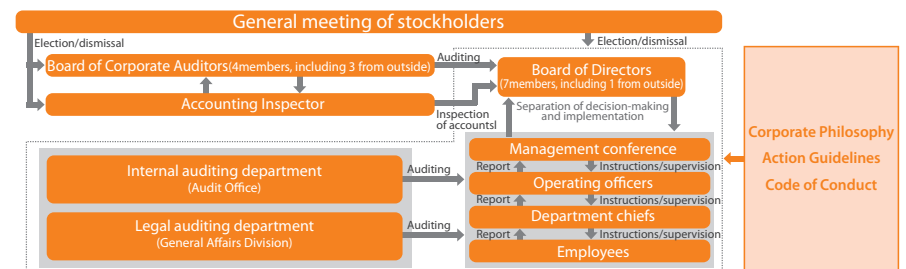 General meeting of stockholders
Election/dismissal
Election/dismissal
Board of Corporate Auditors(4members, including 3 from outside)
Auditing
Board of Directors
(7members, including 1 from outside)
Accounting Inspector
Inspection
of accountsl
Separation of decision-making
and implementation
Corporate Philosophy
Action Guidelines
Code of Conduct
Management conference
Internal auditing department
(Audit Office)
Auditing
Report
Instructions/supervision
Operating officers
Report
Instructions/supervision
Legal auditing department
(General Affairs Division)
Auditing
Department chiefs
Report
Instructions/supervision
Employees